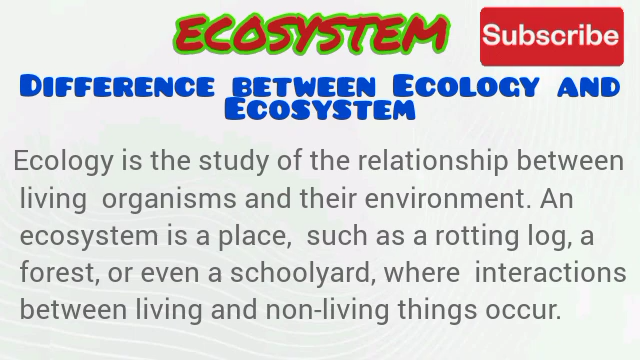 ECOSYSTEM
Subscribe
Difference between Ecology and
Ecosystem
Ecology is the study of the relationship between
living organisms and their environment. An
ecosystem is a place, such as a rotting log, a
forest, or even a schoolyard, where interactions
between living and non-living things occur.